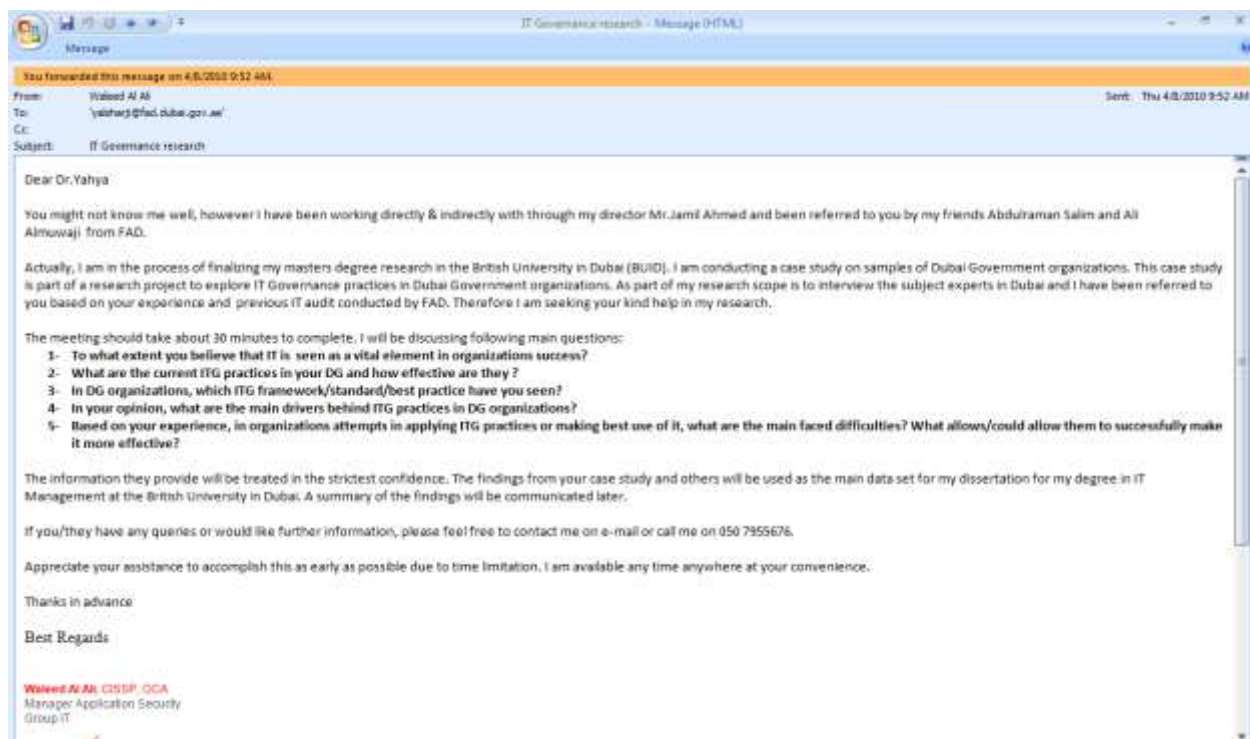 IT Governance research - Message (HTML)
Message
You forwarded this message on 4/8/2010 9:52 AM.
From: Waleed Al Ali
Sent: Thu 4/8/2010 9:52 AM
To:
Cc:
Subject: IT Governance research
Dear Dr.Yahya
You might not know me well, however I have been working directly & indirectly with through my director Mr.Jamil Ahmed and been referred to you by my friends Abdulraman Salim and Ali
Almuwaji from FAD.
Actually, I am in the process of finalizing my masters degree research in the British University in Dubai (BUID). I am conducting a case study on samples of Dubai Government organizations. This case study
is part of a research project to explore IT Governance practices in Dubai Government organizations. As part of my research scope is to interview the subject experts in Dubai and I have been referred to
you based on your experience and previous IT audit conducted by FAD. Therefore I am seeking your kind help in my research.
The meeting should take about 30 minutes to complete. I will be discussing following main questions:
1- To what extent you believe that IT is seen as a vital element in organizations success?
2- What are the current ITG practices in your DG and how effective are they ?
3- In DG organizations, which ITG framework/standard/best practice have you seen?
4- In your opinion, what are the main drivers behind ITG practices in DG organizations?
5- Based on your experience, in organizations attempts in applying ITG practices or making best use of it, what are the main faced difficulties? What allows/could allow them to successfully make
it more effective?
The information they provide will be treated in the strictest confidence. The findings from your case study and others will be used as the main data set for my dissertation for my degree in IT
Management at the British University in Dubai. A summary of the findings will be communicated later.
If you/they have any queries or would like further information, please feel free to contact me on e-mail or call me on 050 7955676.
Appreciate your assistance to accomplish this as early as possible due to time limitation. I am available any time anywhere at your convenience.
Thanks in advance
Best Regards
Waleed Al Ali, CISSP, OCA
Manager Application Security
Group IT